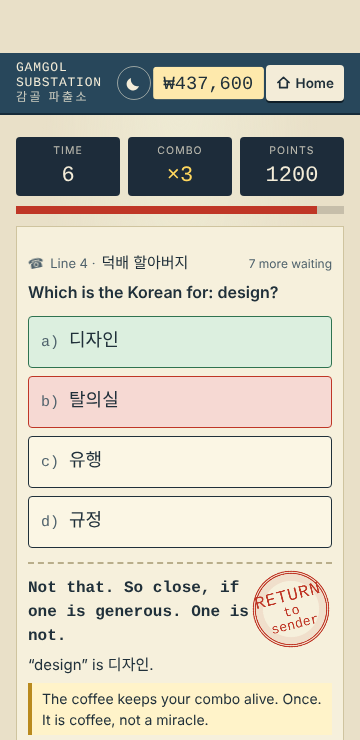 GAMGOL
SUBSTATION
감골 파출소
₩437,600
Home
TIME
6
COMBO
×3
POINTS
1200
Line 4 · 덕배 할아버지
7 more waiting
Which is the Korean for: design?
a) 디자인
b) 탈의실
c) 유행
d) 규정
Not that. So close, if
one is generous. One is
not.
RETURN
to
sender
“design” is 디자인.
The coffee keeps your combo alive. Once.
It is coffee, not a miracle.